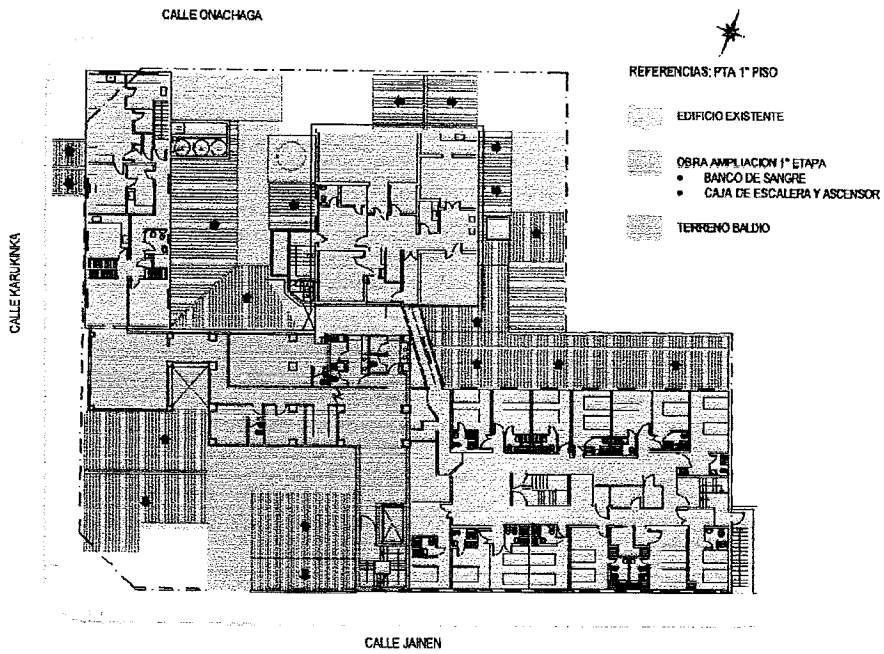 CALLE ONACHAGA
REFERENCIAS: PTA 1° PISO
EDIFICIO EXISTENTE
OBRA AMPLIACION 1° ETAPA
• BANCO DE SANGRE
• CAJA DE ESCALERA Y ASCENSOR
TERRENO BALDIO
CALLE KARUKINKA
CALLE JAINEN